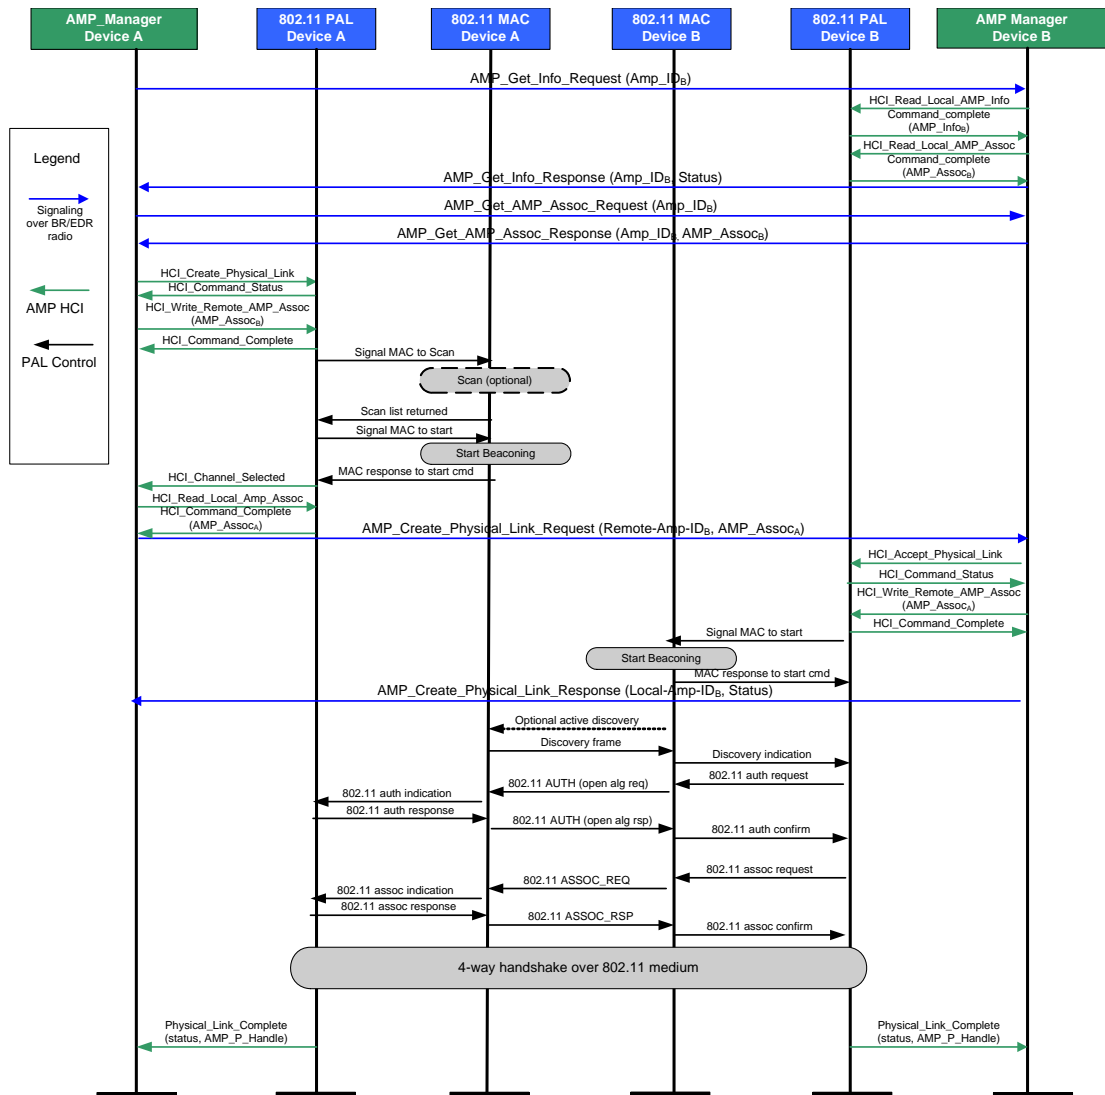 AMP_Manager
Device A
802.11 PAL
Device A
802.11 MAC
Device A
802.11 MAC
Device B
802.11 PAL
Device B
AMP Manager
Device B
AMP_Get_Info_Request (Amp_IDB)
HCI_Read_Local_AMP_Info
Command_complete
(AMP_InfoB)
HCI_Read_Local_AMP_Assoc
Command_complete
(AMP_AssocB)
AMP_Get_Info_Response (Amp_IDB, Status)
AMP_Get_AMP_Assoc_Request (Amp_IDB)
AMP_Get_AMP_Assoc_Response (Amp_IDB, AMP_AssocB)
Legend
Signaling
over BR/EDR
radio
AMP HCI
PAL Control
HCI_Create_Physical_Link
HCI_Command_Status
HCI_Write_Remote_AMP_Assoc
(AMP_AssocB)
HCI_Command_Complete
Signal MAC to Scan
Scan (optional)
Scan list returned
Signal MAC to start
Start Beaconing
MAC response to start cmd
HCI_Channel_Selected
HCI_Read_Local_Amp_Assoc
HCI_Command_Complete
(AMP_AssocA)
AMP_Create_Physical_Link_Request (Remote-Amp-IDB, AMP_AssocA)
HCI_Accept_Physical_Link
HCI_Command_Status
HCI_Write_Remote_AMP_Assoc
(AMP_AssocA)
HCI_Command_Complete
Signal MAC to start
Start Beaconing
MAC response to start cmd
AMP_Create_Physical_Link_Response (Local-Amp-IDB, Status)
Optional active discovery
Discovery frame
Discovery indication
802.11 auth request
802.11 AUTH (open alg req)
802.11 auth indication
802.11 auth response
802.11 AUTH (open alg rsp)
802.11 auth confirm
802.11 assoc request
802.11 ASSOC_REQ
802.11 assoc indication
802.11 assoc response
802.11 ASSOC_RSP
802.11 assoc confirm
4-way handshake over 802.11 medium
Physical_Link_Complete
(status, AMP_P_Handle)
Physical_Link_Complete
(status, AMP_P_Handle)